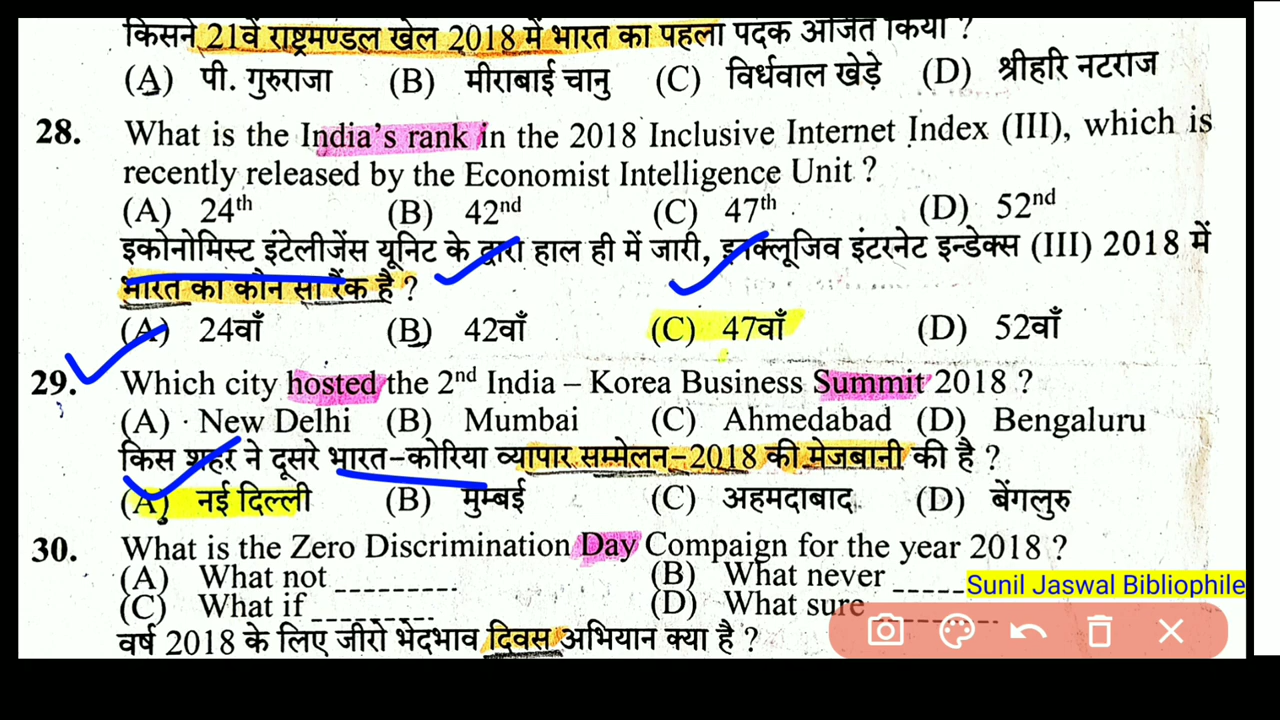 किसने 21वें राष्ट्रमण्डल खेल 2018 में भारत का पहला पदक अर्जित किया ?
(A) पी. गुरुराजा (B) मीराबाई चानु (C) विर्धवाल खेड़े (D) श्रीहरि नटराज
28. What is the India's rank in the 2018 Inclusive Internet Index (III), which is
recently released by the Economist Intelligence Unit ?
(A) 24th (B) 42nd (C) 47th (D) 52nd
इकोनोमिस्ट इंटेलीजेंस यूनिट के द्वारा हाल ही में जारी, इनक्लूजिव इंटरनेट इन्डेक्स (III) 2018 में
भारत का कौन सा रैंक है ?
(A) 24वाँ (B) 42वाँ (C) 47वाँ (D) 52वाँ
29. Which city hosted the 2nd India – Korea Business Summit 2018 ?
(A) New Delhi (B) Mumbai (C) Ahmedabad (D) Bengaluru
किस शहर ने दूसरे भारत–कोरिया व्यापार सम्मेलन–2018 की मेजबानी की है ?
(A) नई दिल्ली (B) मुम्बई (C) अहमदाबाद (D) बेंगलुरु
30. What is the Zero Discrimination Day Compaign for the year 2018 ?
(A) What not __________ (B) What never ______
Sunil Jaswal Bibliophile
(C) What if __________ (D) What sure __________
वर्ष 2018 के लिए जीरो भेदभाव दिवस अभियान क्या है ?